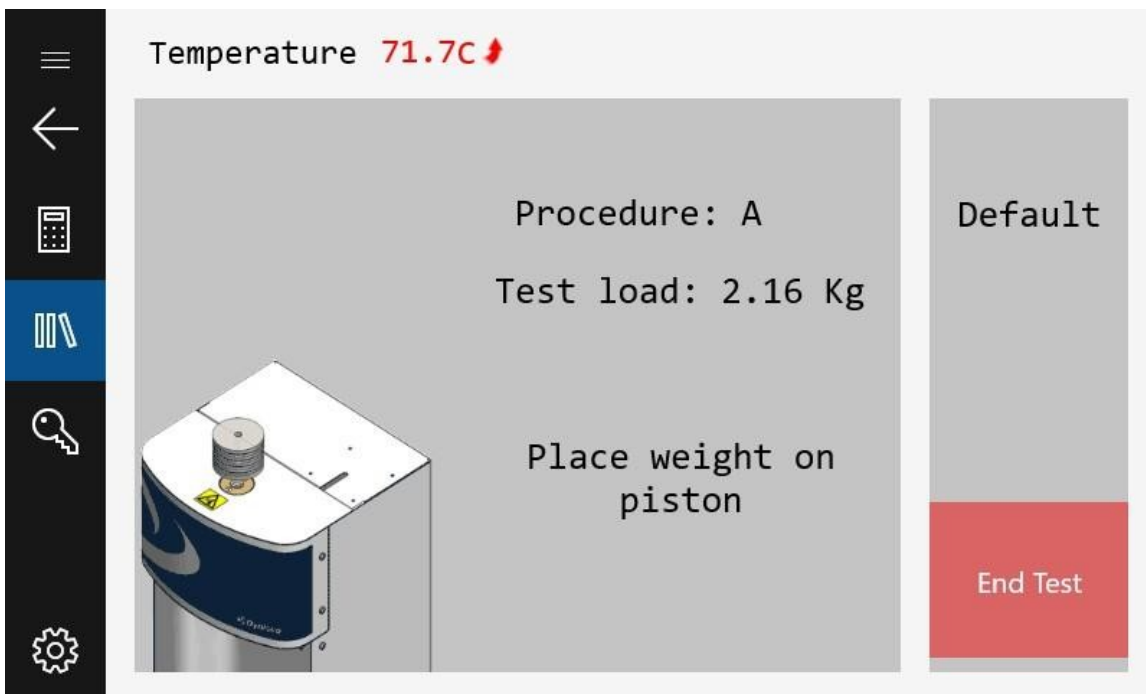 Temperature 71.7C
Procedure: A
Default
Test load: 2.16 Kg
Place weight on
piston
End Test